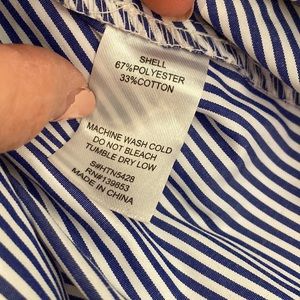 SHELL
67%POLYESTER
33%COTTON
MACHINE WASH COLD
DO NOT BLEACH
TUMBLE DRY LOW
S#HTN5428
RN#139853
MADE IN CHINA